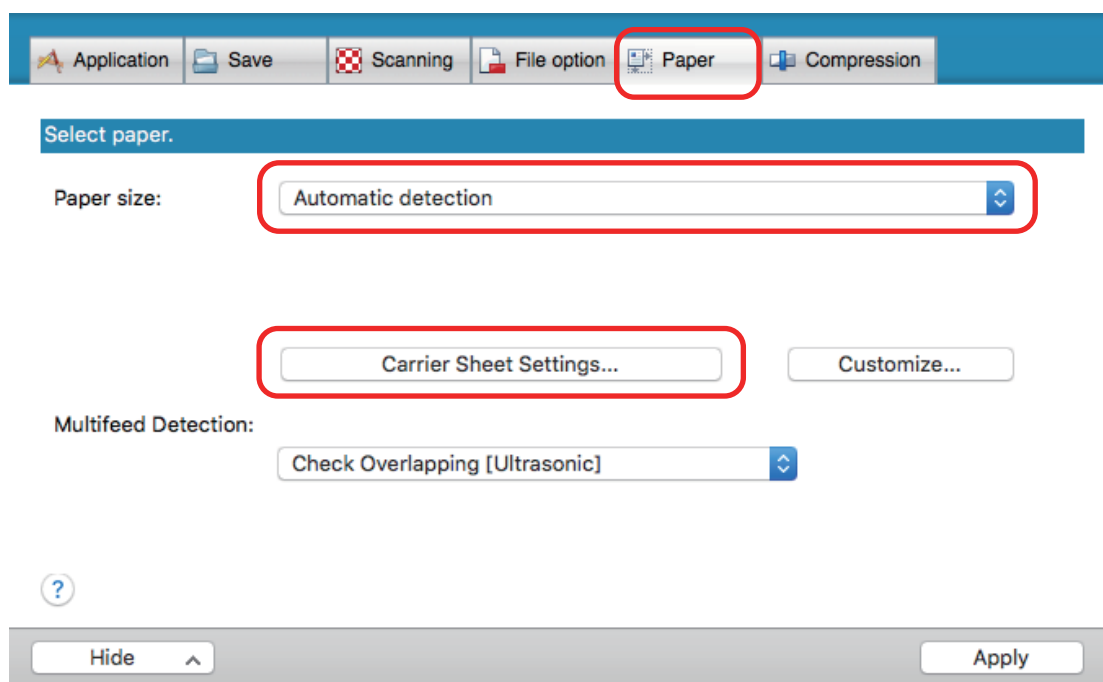 Application Save Scanning File option Paper Compression
Select paper.
Paper size: Automatic detection
Carrier Sheet Settings... Customize...
Multifeed Detection:
Check Overlapping [Ultrasonic]
?
Hide Apply